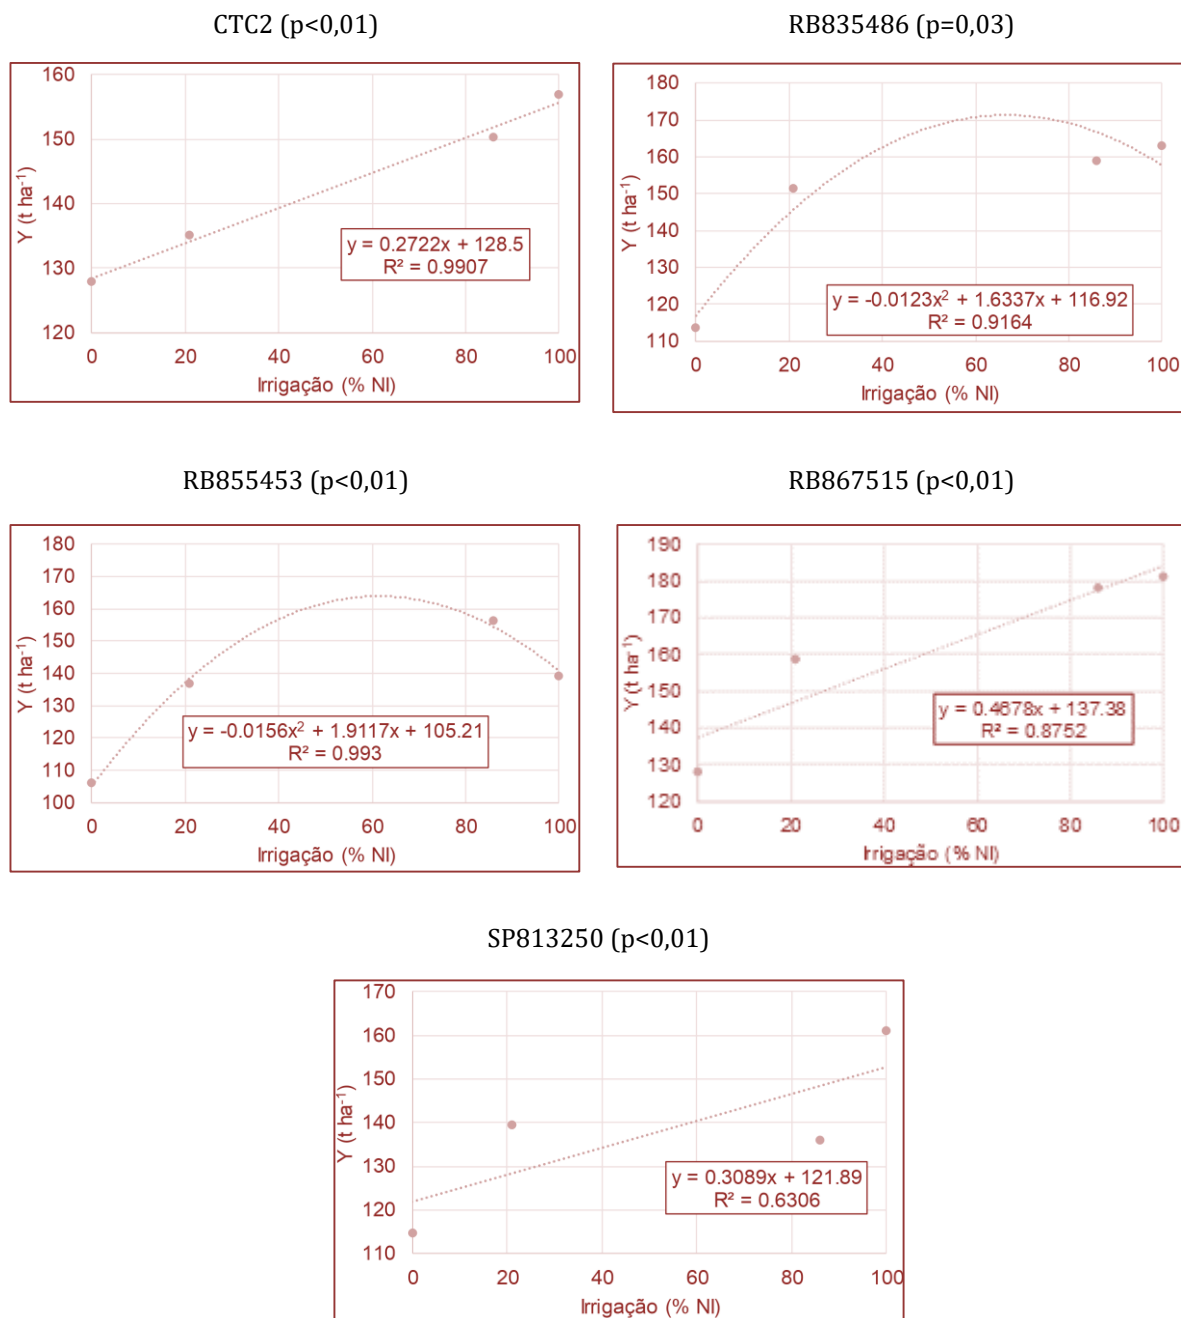 CTC2 (p<0,01)
160
150
140
130
120
Y (t ha⁻¹)
y = 0.2722x + 128.5
R² = 0.9907
0 20 40 60 80 100
Irrigação (% NI)
RB835486 (p=0,03)
180
170
160
150
140
130
120
110
Y (t ha⁻¹)
y = -0.0123x² + 1.6337x + 116.92
R² = 0.9164
0 20 40 60 80 100
Irrigação (% NI)
RB855453 (p<0,01)
180
170
160
150
140
130
120
110
100
Y (t ha⁻¹)
y = -0.0156x² + 1.9117x + 105.21
R² = 0.993
0 20 40 60 80 100
Irrigação (% NI)
RB867515 (p<0,01)
190
180
170
160
150
140
130
120
Y (t ha⁻¹)
y = 0.4678x + 137.38
R² = 0.8752
0 20 40 60 80 100
Irrigação (% NI)
SP813250 (p<0,01)
170
160
150
140
130
120
110
Y (t ha⁻¹)
y = 0.3089x + 121.89
R² = 0.6306
0 20 40 60 80 100
Irrigação (% NI)